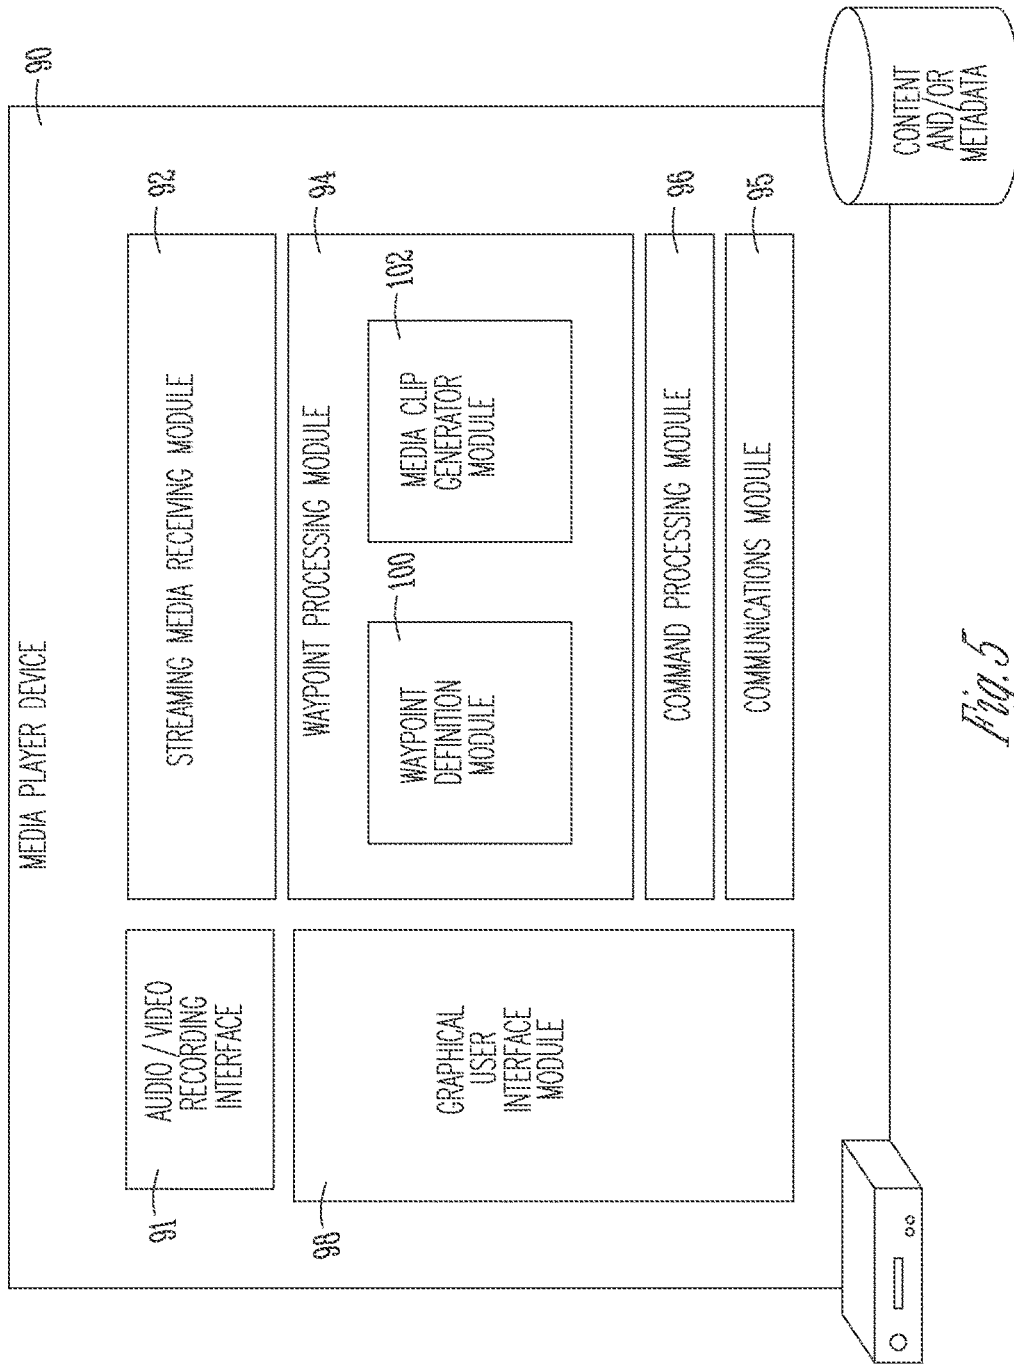 MEDIA PLAYER DEVICE
90
AUDIO/VIDEO
RECORDING
INTERFACE
91
STREAMING MEDIA RECEIVING MODULE
92
GRAPHICAL
USER
INTERFACE
MODULE
98
WAYPOINT PROCESSING MODULE
94
WAYPOINT
DEFINITION
MODULE
100
MEDIA CLIP
GENERATOR
MODULE
102
COMMAND PROCESSING MODULE
96
COMMUNICATIONS MODULE
95
CONTENT
AND/OR
METADATA
Fig. 5